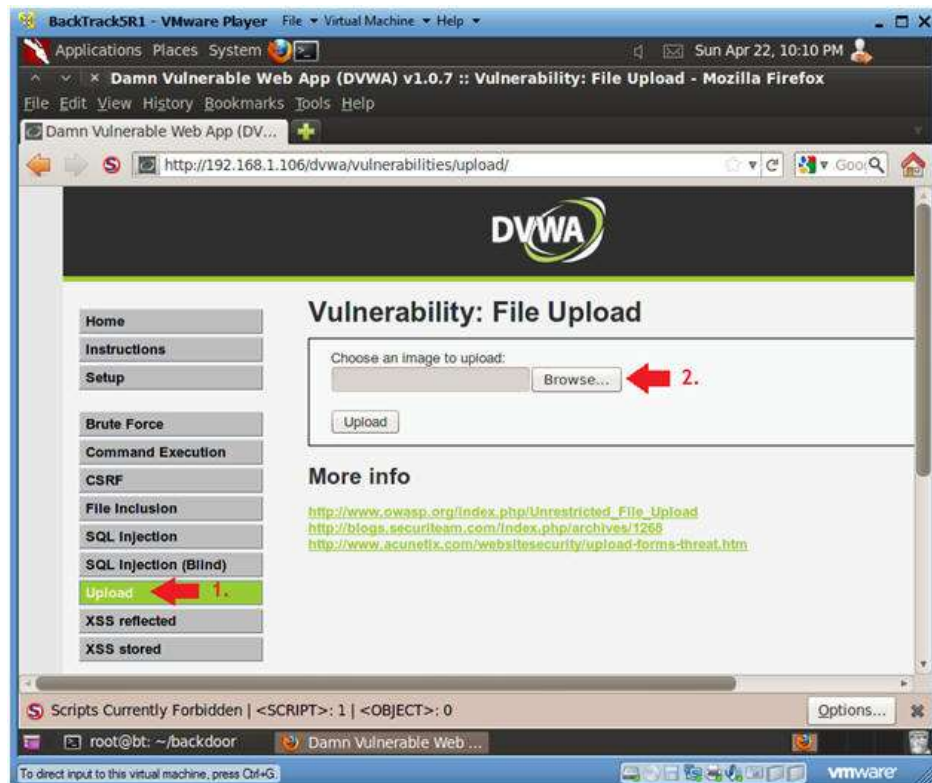 BackTrack5R1 - VMware Player File Virtual Machine Help
Applications Places System Sun Apr 22, 10:10 PM
Damn Vulnerable Web App (DVWA) v1.0.7 :: Vulnerability: File Upload - Mozilla Firefox
File Edit View History Bookmarks Tools Help
Damn Vulnerable Web App (DV...
http://192.168.1.106/dvwa/vulnerabilities/upload/ Goo
DVWA
Vulnerability: File Upload
Home
Instructions
Setup
Brute Force
Command Execution
CSRF
File Inclusion
SQL Injection
SQL Injection (Blind)
Upload 1.
XSS reflected
XSS stored
Choose an image to upload:
Browse... 2.
Upload
More info
http://www.owasp.org/index.php/Unrestricted_File_Upload
http://blogs.securiteam.com/index.php/archives/1268
http://www.acunetix.com/websitesecurity/upload-forms-threat.htm
Scripts Currently Forbidden | <SCRIPT>: 1 | <OBJECT>: 0 Options...
root@bt: ~/backdoor Damn Vulnerable Web ...
To direct input to this virtual machine, press Ctrl+G. vmware